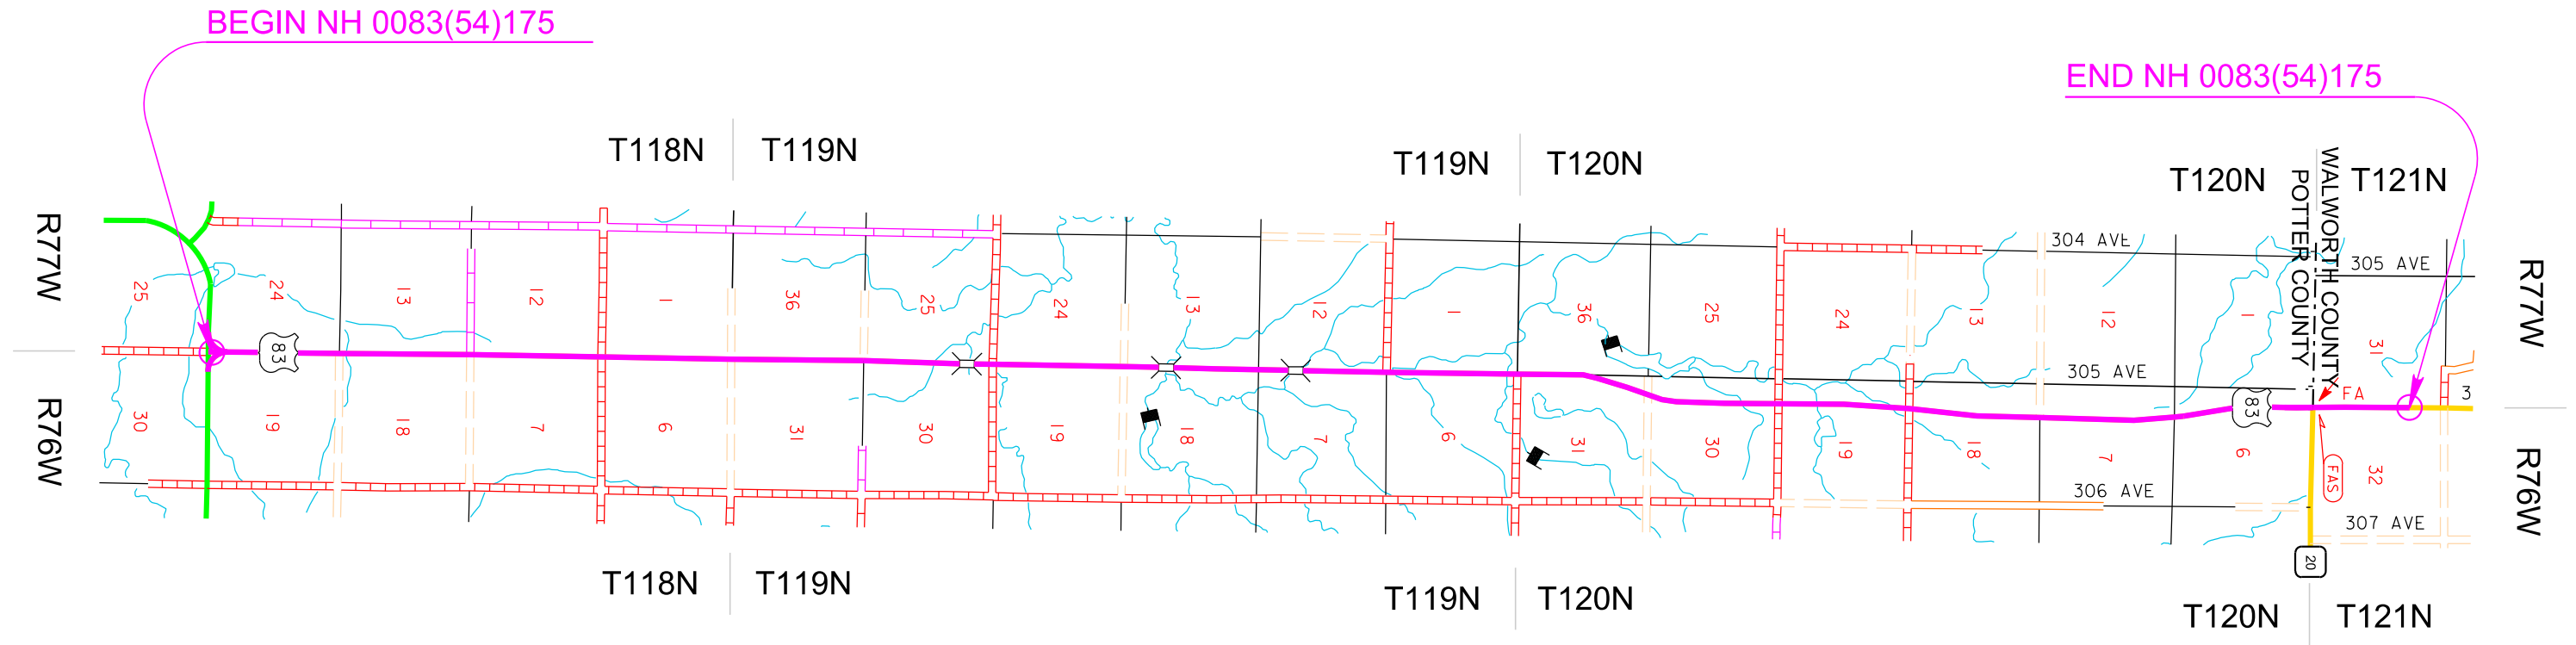 BEGIN NH 0083(54)175
END NH 0083(54)175
T118N
T119N
T119N
T120N
T120N
T121N
WALWORTH COUNTY
POTTER COUNTY
R77W
R77W
304 AVE
305 AVE
25
24
13
12
1
36
25
24
13
12
1
36
25
24
13
12
1
31
83
305 AVE
FA
3
83
R76W
R76W
30
19
18
7
6
31
30
19
18
7
6
31
30
19
18
7
6
32
FAS
306 AVE
307 AVE
20
T118N
T119N
T119N
T120N
T120N
T121N